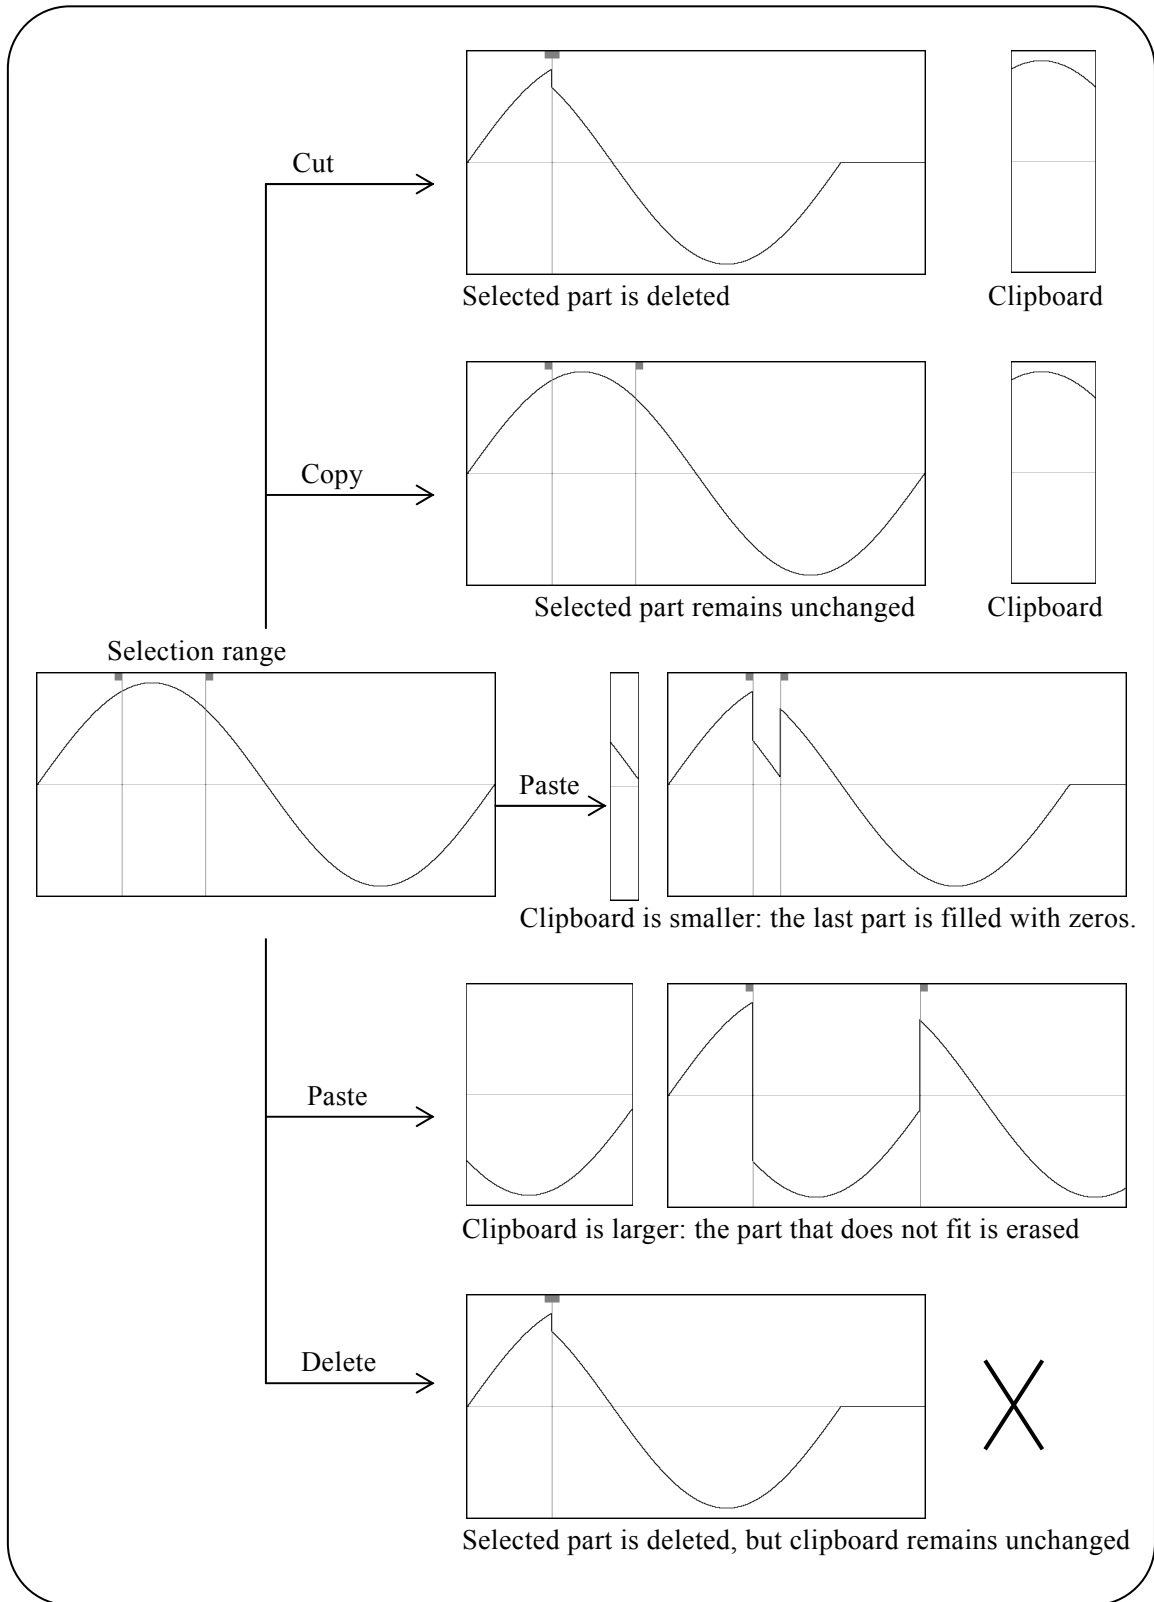 Cut
Selected part is deleted
Clipboard
Copy
Selected part remains unchanged
Clipboard
Selection range
Paste
Clipboard is smaller: the last part is filled with zeros.
Paste
Clipboard is larger: the part that does not fit is erased
Delete
Selected part is deleted, but clipboard remains unchanged